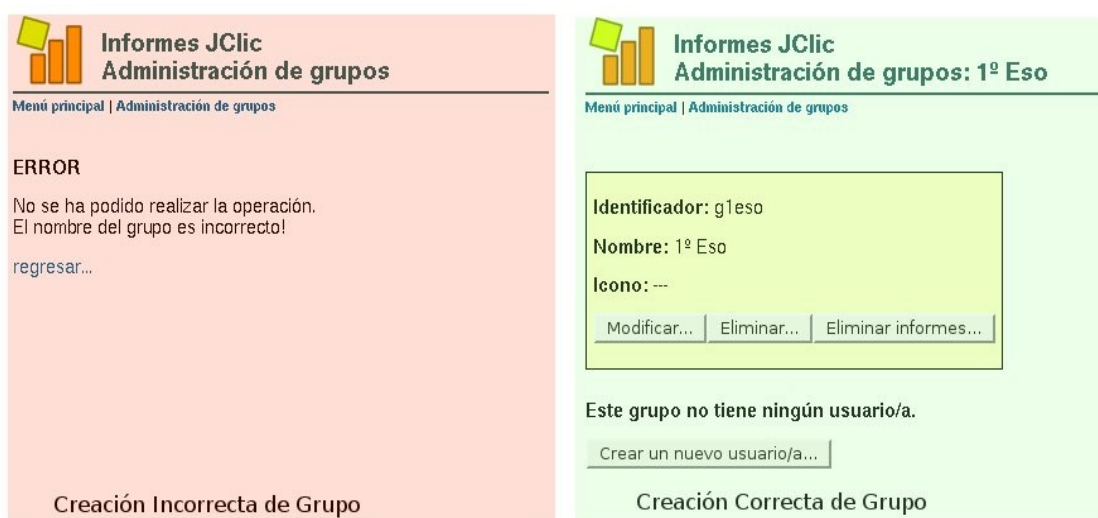 Informes JClic
Administración de grupos
Menú principal | Administración de grupos
ERROR
No se ha podido realizar la operación.
El nombre del grupo es incorrecto!
regresar...
Creación Incorrecta de Grupo
Informes JClic
Administración de grupos: 1º Eso
Menú principal | Administración de grupos
Identificador: g1eso
Nombre: 1º Eso
Icono: ---
Modificar... Eliminar... Eliminar informes...
Este grupo no tiene ningún usuario/a.
Crear un nuevo usuario/a...
Creación Correcta de Grupo